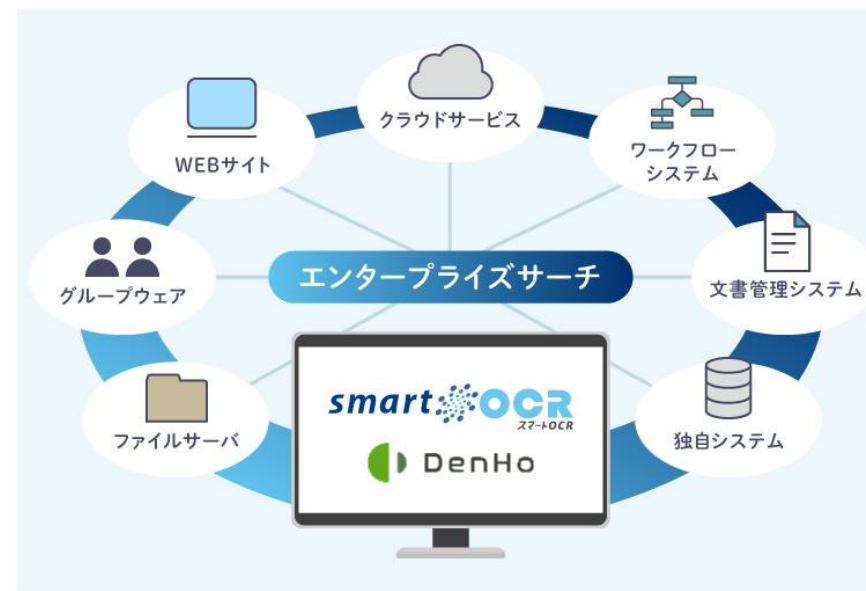 クラウドサービス
WEBサイト
ワークフロー
システム
グループウェア
エンタープライズサーチ
文書管理システム
ファイルサーバ
smart OCR
スマートOCR
DenHo
独自システム